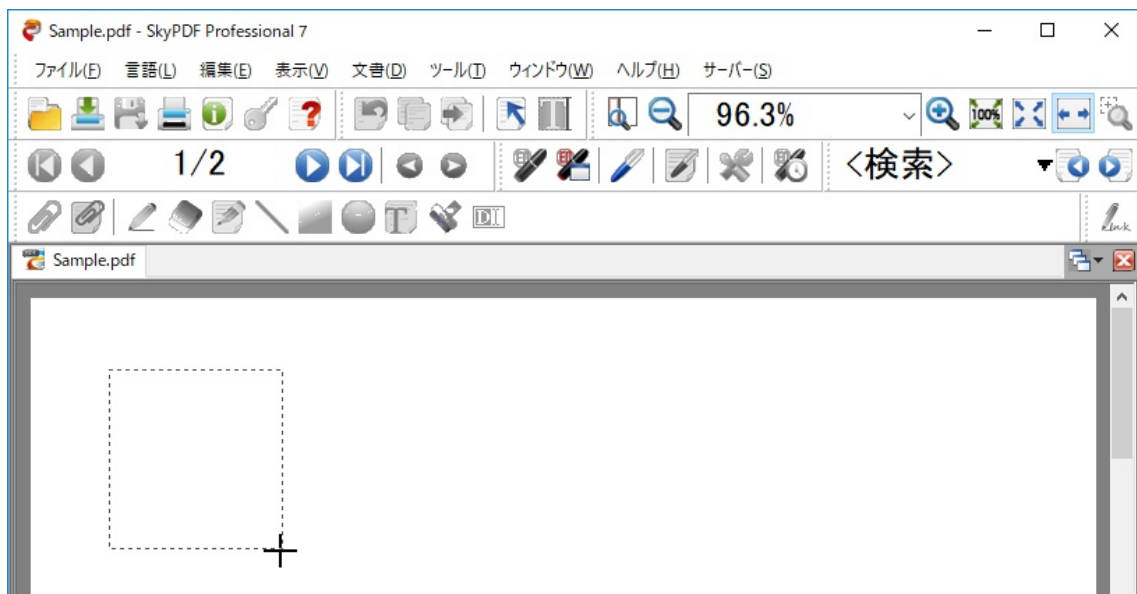 Sample.pdf - SkyPDF Professional 7
ファイル(F) 言語(L) 編集(E) 表示(V) 文書(D) ツール(T) ウィンドウ(W) ヘルプ(H) サーバー(S)
96.3% 100%
1/2 <検索>
T D Link
Sample.pdf